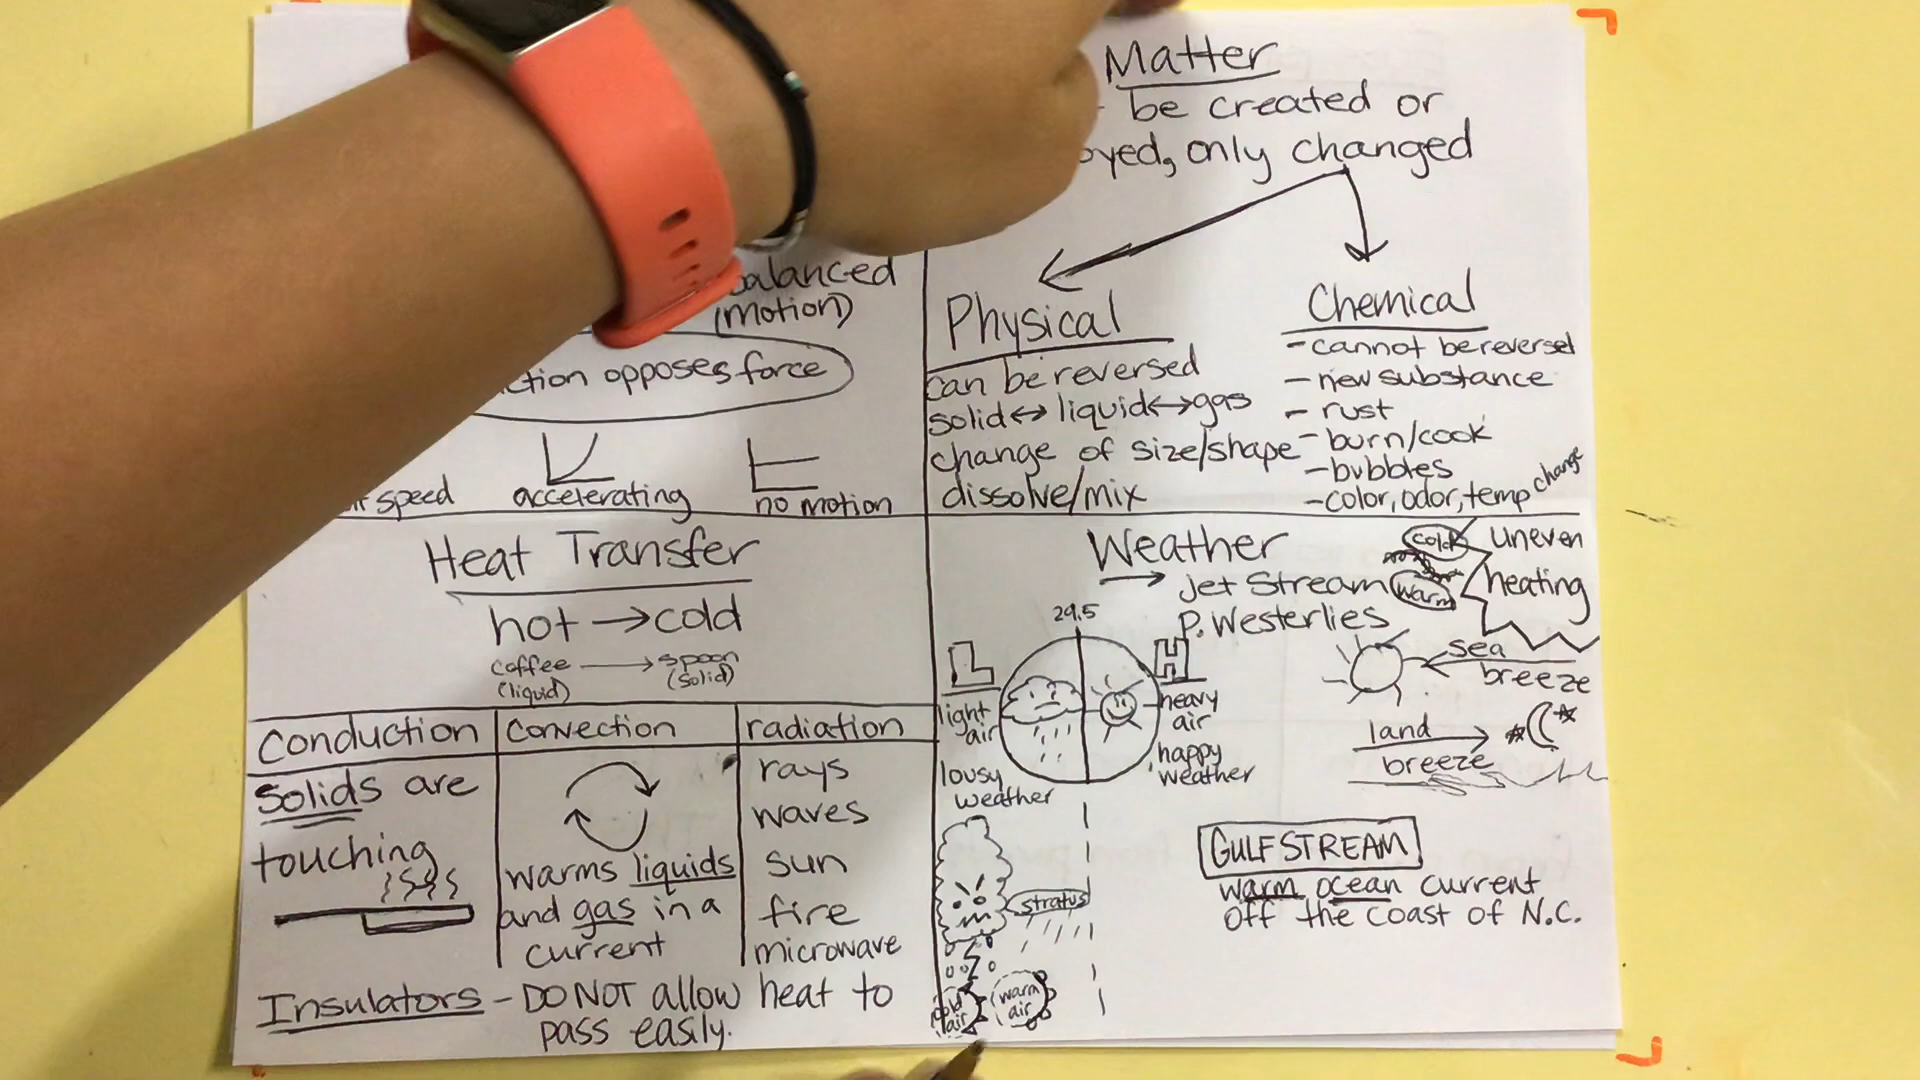 Matter
be created or
only changed
(motion)
opposes force
speed
accelerating
no motion
Physical
can be reversed
solid↔liquid↔gas
change of size/shape
dissolve/mix
Chemical
-cannot be reversed
-new substance
- rust
-burn/cook
-bubbles
-color, odor, temp change
Heat Transfer
hot → cold
coffee → spoon
(liquid) (solid)
conduction
solids are
touching
convection
warms liquids
and gas in a
current
radiation
rays
waves
sun
fire
microwave
Insulators - DO NOT allow heat to
pass easily.
Weather
→ Jet Stream
P. Westerlies
cold
warm
uneven
heating
29.5
L
light
air
lousy
weather
H
heavy
air
happy
weather
sea
breeze
land
breeze
stratus
cold
air
warm
air
GULF STREAM
warm ocean current
off the coast of N.C.